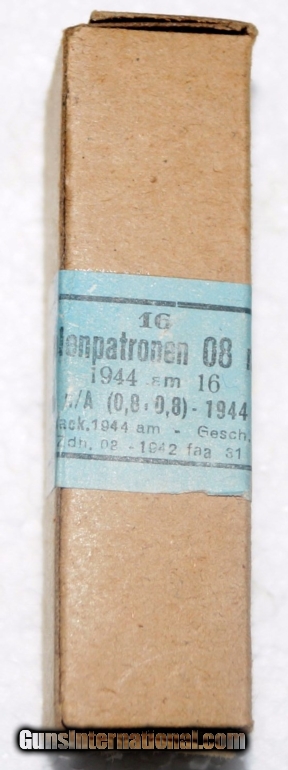 16
lenpatronen 08
1944 am 16
/A (0,8·0,8) - 1944
ack.1944 am - Gesch.
Zdh. 08 - 1942 faa 31
GunsInternational.com